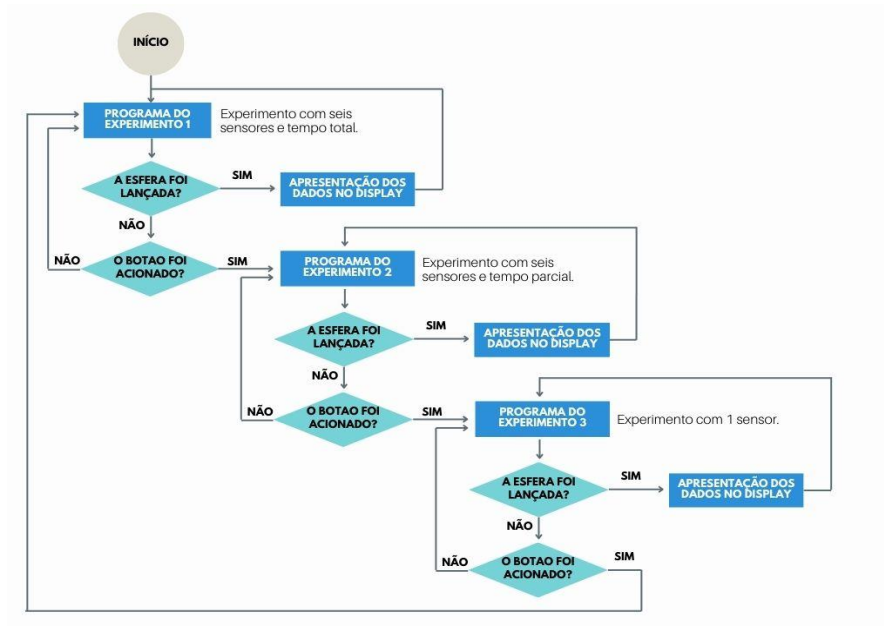 INÍCIO
PROGRAMA DO
EXPERIMENTO 1
Experimento com seis
sensores e tempo total.
A ESFERA FOI
LANÇADA?
SIM
APRESENTAÇÃO DOS
DADOS NO DISPLAY
NÃO
O BOTAO FOI
ACIONADO?
NÃO
SIM
PROGRAMA DO
EXPERIMENTO 2
Experimento com seis
sensores e tempo parcial.
A ESFERA FOI
LANÇADA?
SIM
APRESENTAÇÃO DOS
DADOS NO DISPLAY
NÃO
O BOTAO FOI
ACIONADO?
NÃO
SIM
PROGRAMA DO
EXPERIMENTO 3
Experimento com 1 sensor.
A ESFERA FOI
LANÇADA?
SIM
APRESENTAÇÃO DOS
DADOS NO DISPLAY
NÃO
O BOTAO FOI
ACIONADO?
NÃO
SIM